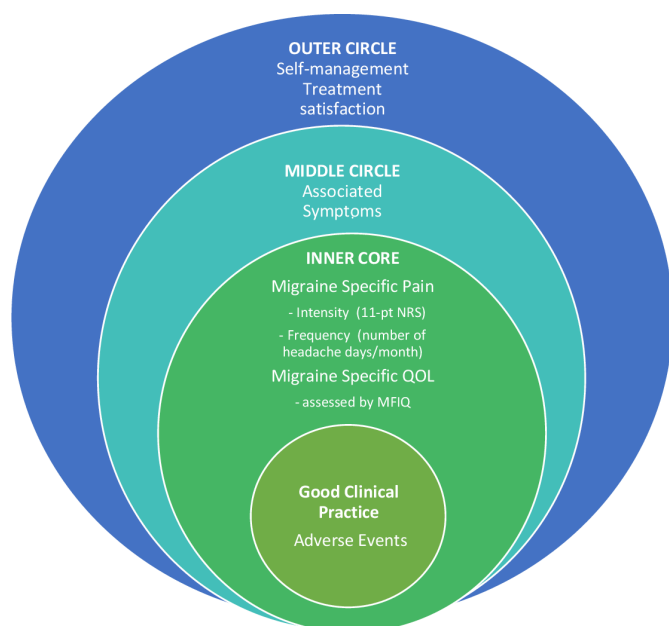 OUTER CIRCLE
Self-management
Treatment
satisfaction
MIDDLE CIRCLE
Associated
Symptoms
INNER CORE
Migraine Specific Pain
- Intensity (11-pt NRS)
- Frequency (number of
headache days/month)
Migraine Specific QOL
- assessed by MFIQ
Good Clinical
Practice
Adverse Events